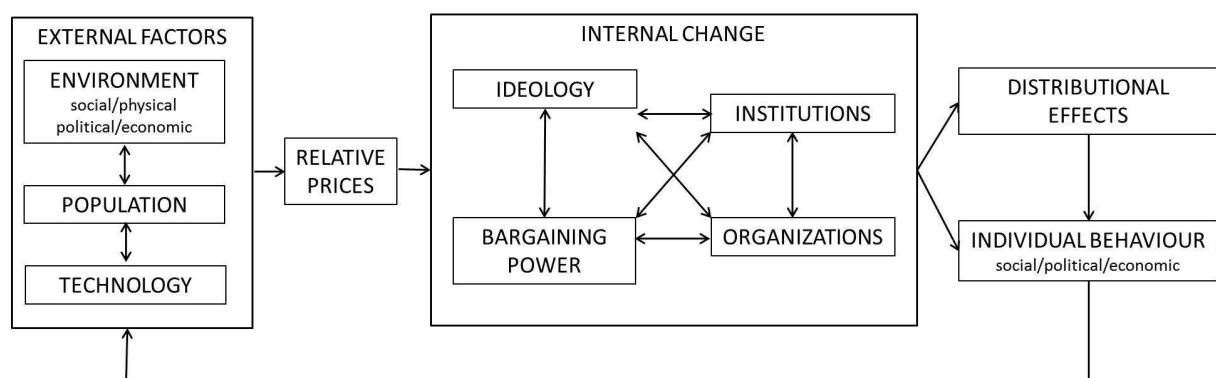 EXTERNAL FACTORS
ENVIRONMENT
social/physical
political/economic
POPULATION
TECHNOLOGY
RELATIVE
PRICES
INTERNAL CHANGE
IDEOLOGY
INSTITUTIONS
BARGAINING
POWER
ORGANIZATIONS
DISTRIBUTIONAL
EFFECTS
INDIVIDUAL BEHAVIOUR
social/political/economic